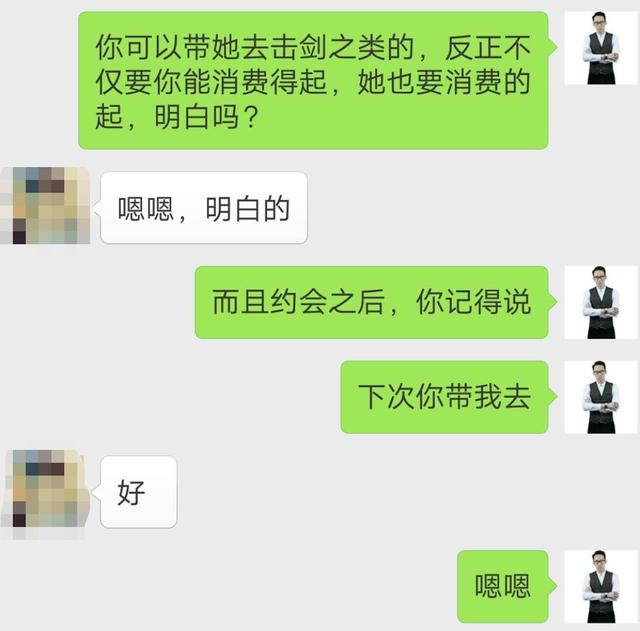 你可以带她去击剑之类的，反正不
仅要你能消费得起，她也要消费的
起，明白吗？
嗯嗯，明白的
而且约会之后，你记得说
下次你带我去
好
嗯嗯